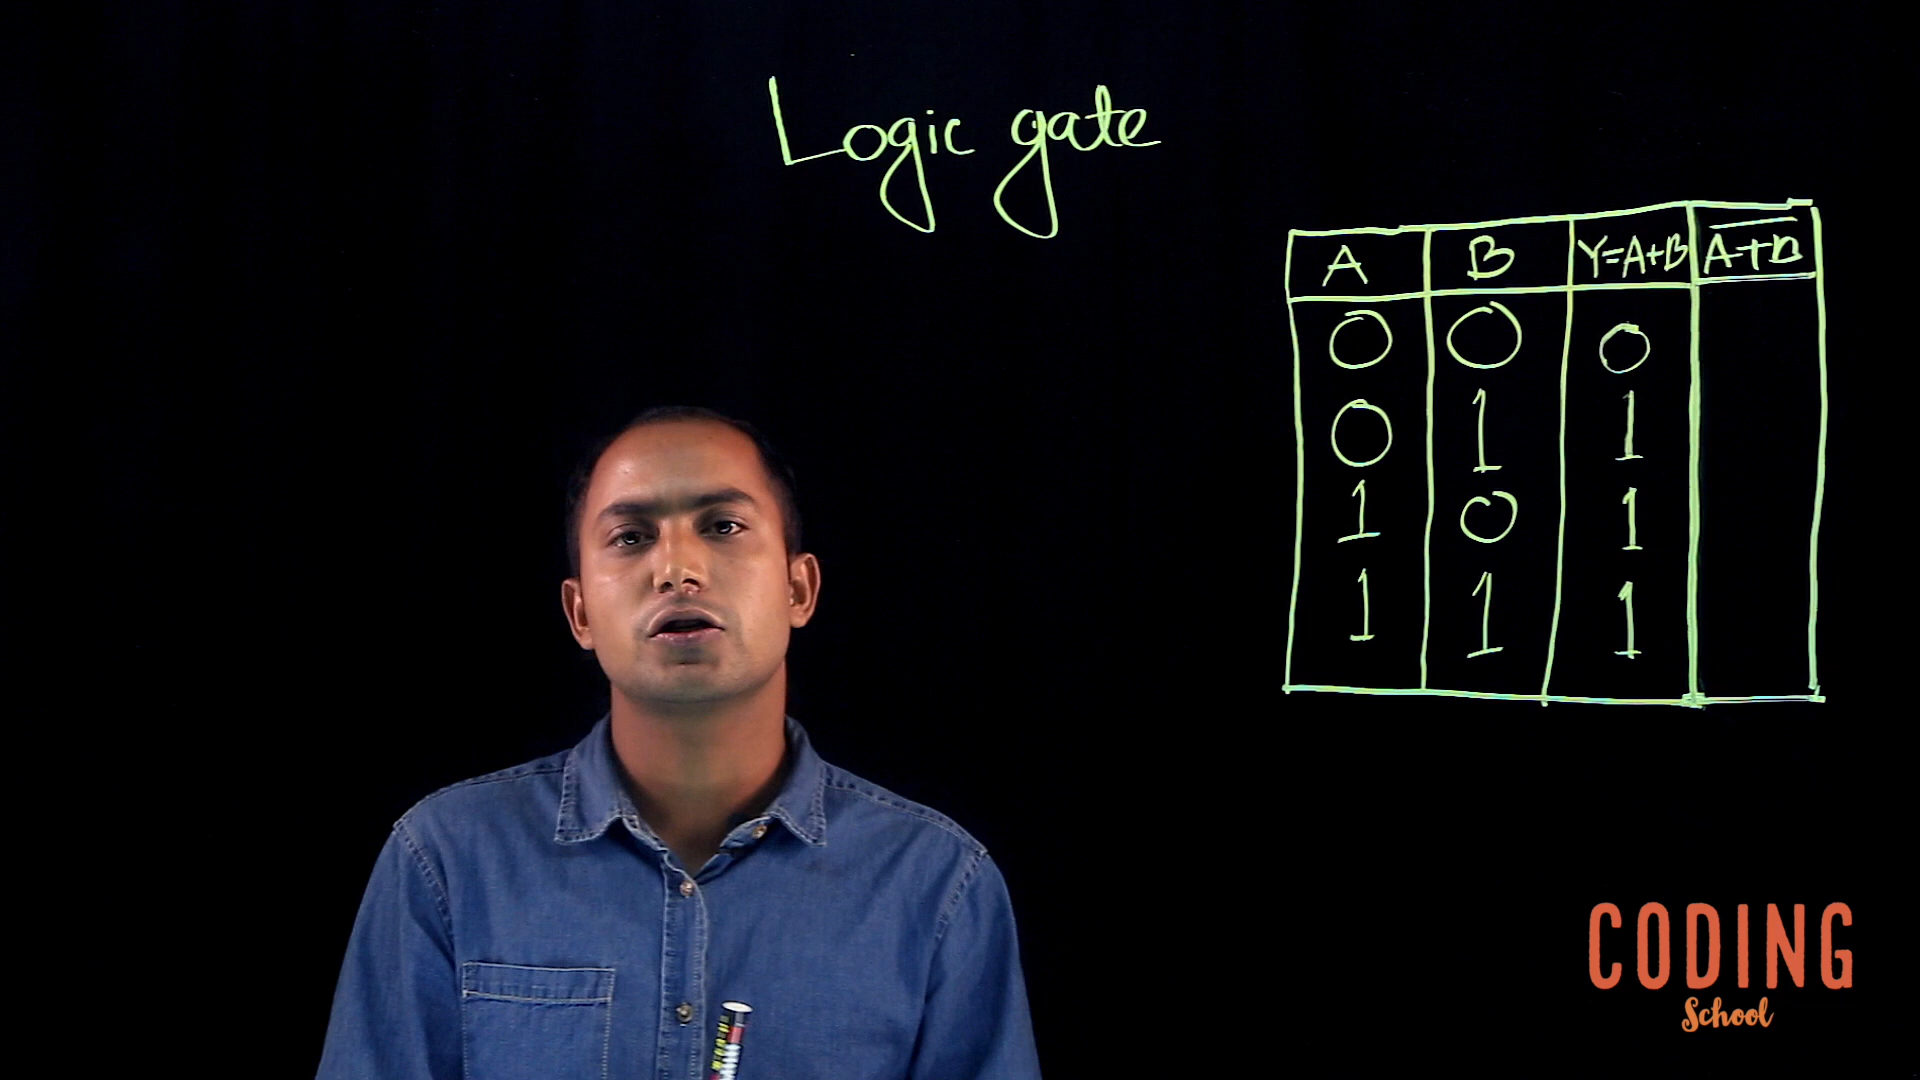 Logic gate
A B Y=A+B A̅+̅B̅
0 0 0
0 1 1
1 0 1
1 1 1
CODING
School